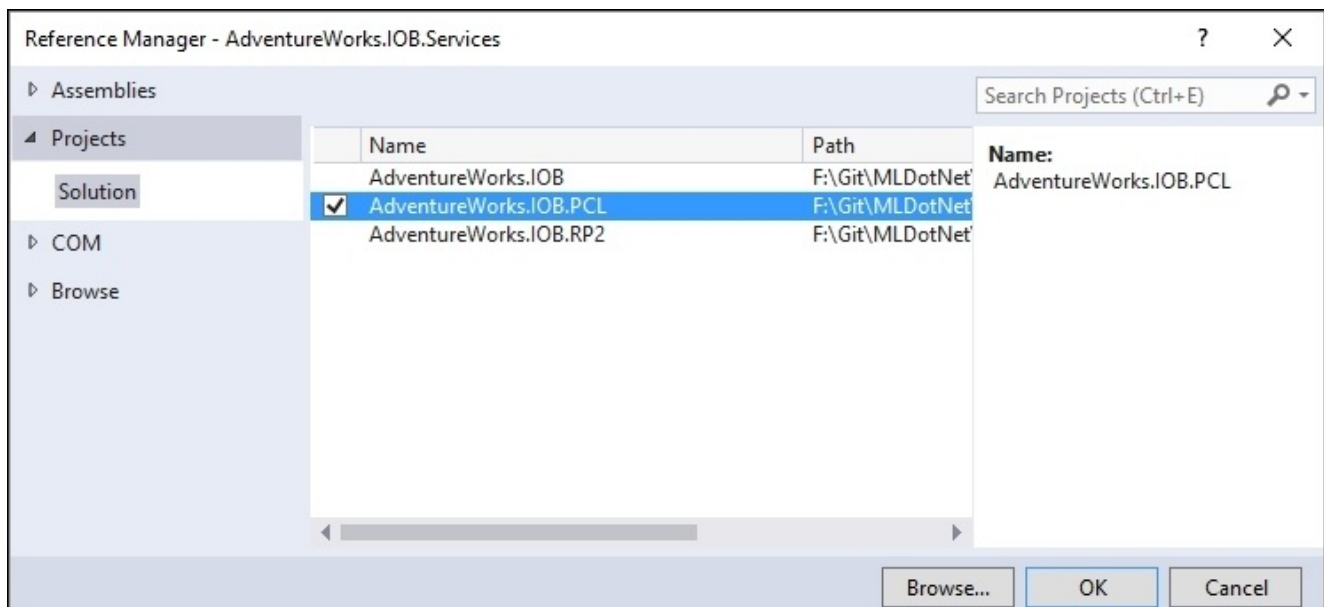 Reference Manager - AdventureWorks.IOB.Services ?
Assemblies
Projects
Solution
COM
Browse
Search Projects (Ctrl+E)
Name Path
AdventureWorks.IOB F:\Git\MLDotNet\
AdventureWorks.IOB.PCL F:\Git\MLDotNet\
AdventureWorks.IOB.RP2 F:\Git\MLDotNet\
Name:
AdventureWorks.IOB.PCL
Browse... OK Cancel